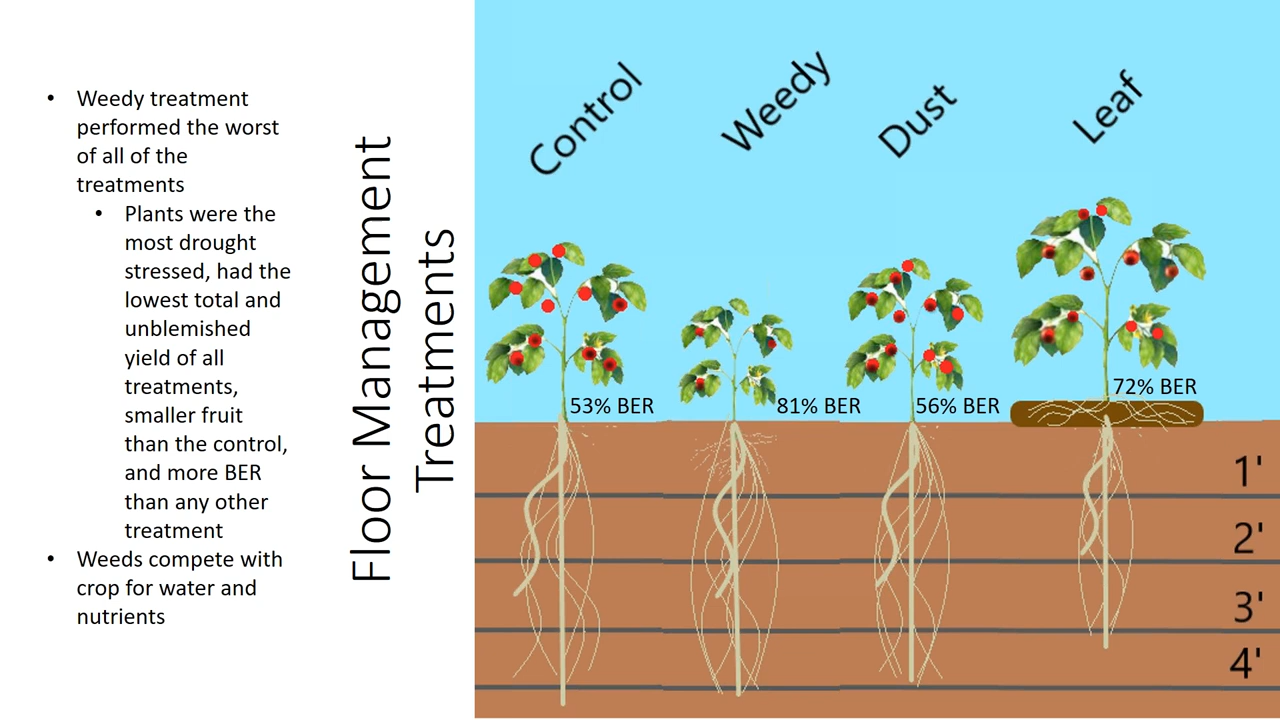 • Weedy treatment
performed the worst
of all of the
treatments
• Plants were the
most drought
stressed, had the
lowest total and
unblemished
yield of all
treatments,
smaller fruit
than the control,
and more BER
than any other
treatment
• Weeds compete with
crop for water and
nutrients
Floor Management
Treatments
Control
Weedy
Dust
Leaf
53% BER
81% BER
56% BER
72% BER
1'
2'
3'
4'